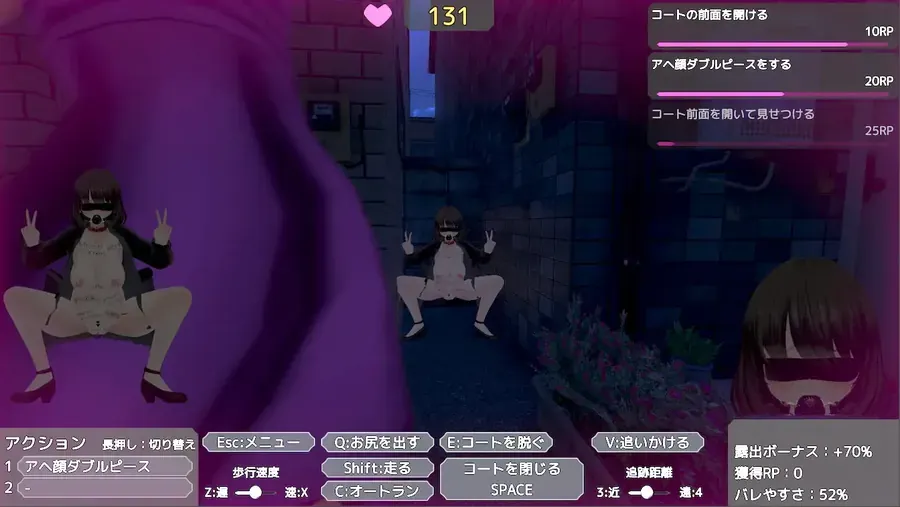 131
コートの前面を開ける
10RP
アヘ顔ダブルピースをする
20RP
コート前面を開いて見せつける
25RP
アクション 長押し：切り替え
1 アヘ顔ダブルピース
2 -
Esc:メニュー
Q:お尻を出す
E:コートを脱ぐ
V:追いかける
歩行速度
Z:遅 速:X
Shift:走る
C:オートラン
コートを閉じる
SPACE
追跡距離
3:近 遠:4
露出ボーナス：+70%
獲得RP：0
バレやすさ：52%